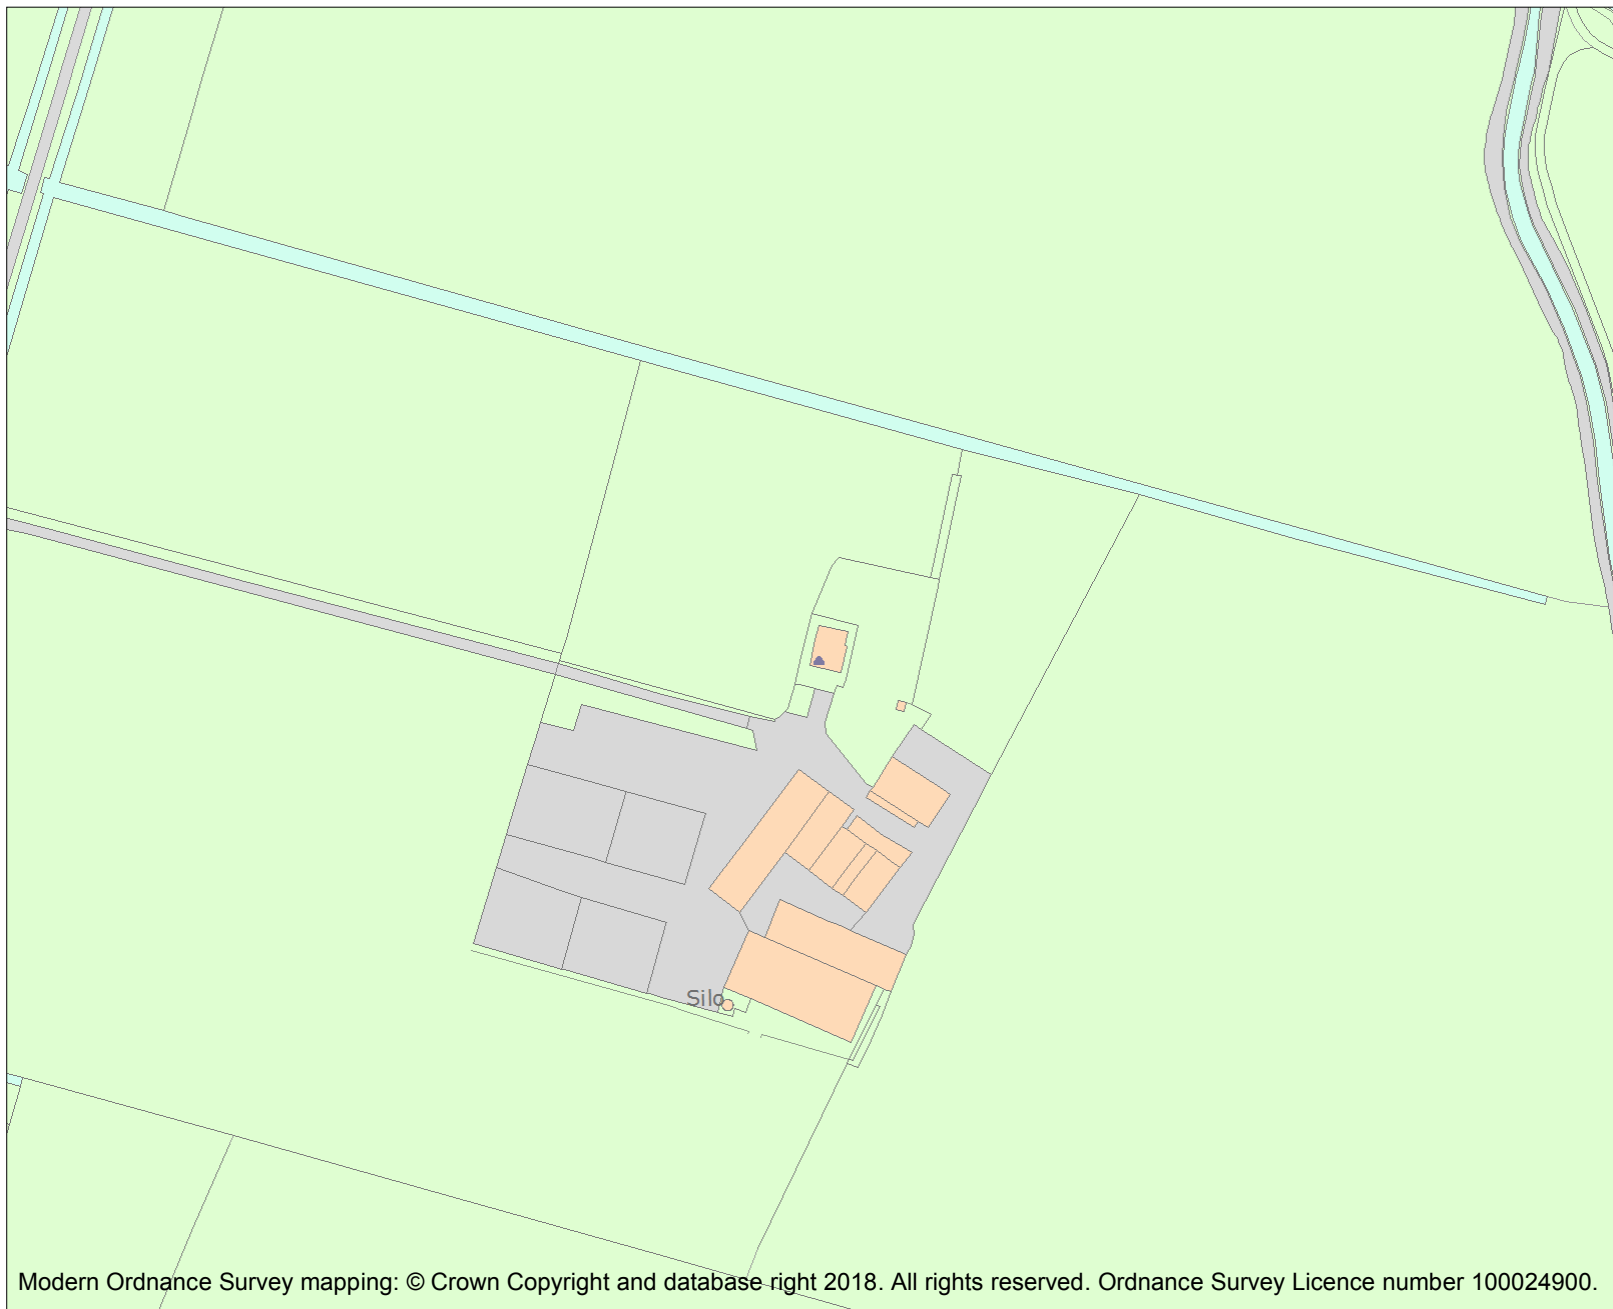 Silo
Modern Ordnance Survey mapping: © Crown Copyright and database right 2018. All rights reserved. Ordnance Survey Licence number 100024900.